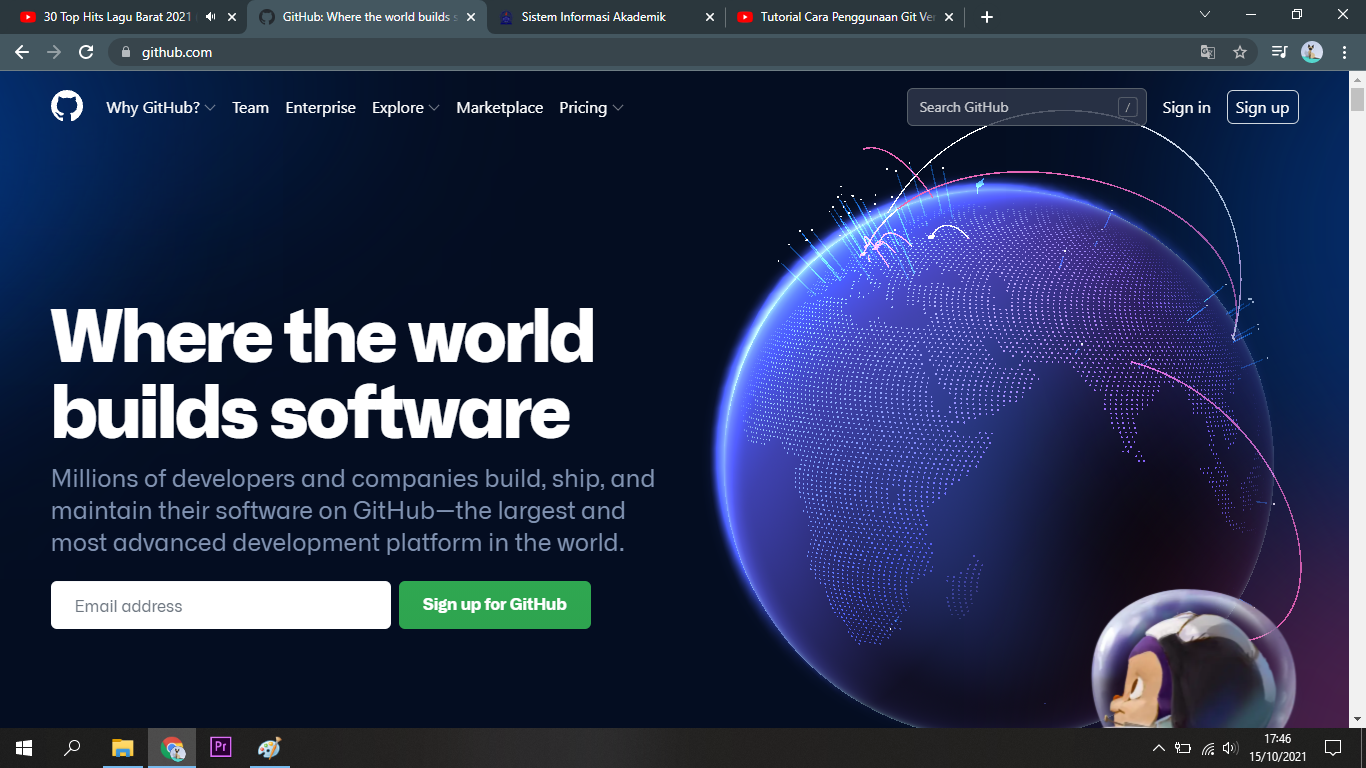 30 Top Hits Lagu Barat 2021
GitHub: Where the world builds s
Sistem Informasi Akademik
Tutorial Cara Penggunaan Git Ver
github.com
Why GitHub?
Team
Enterprise
Explore
Marketplace
Pricing
Search GitHub
/
Sign in
Sign up
Where the world
builds software
Millions of developers and companies build, ship, and
maintain their software on GitHub—the largest and
most advanced development platform in the world.
Email address
Sign up for GitHub
Pr
17:46
15/10/2021